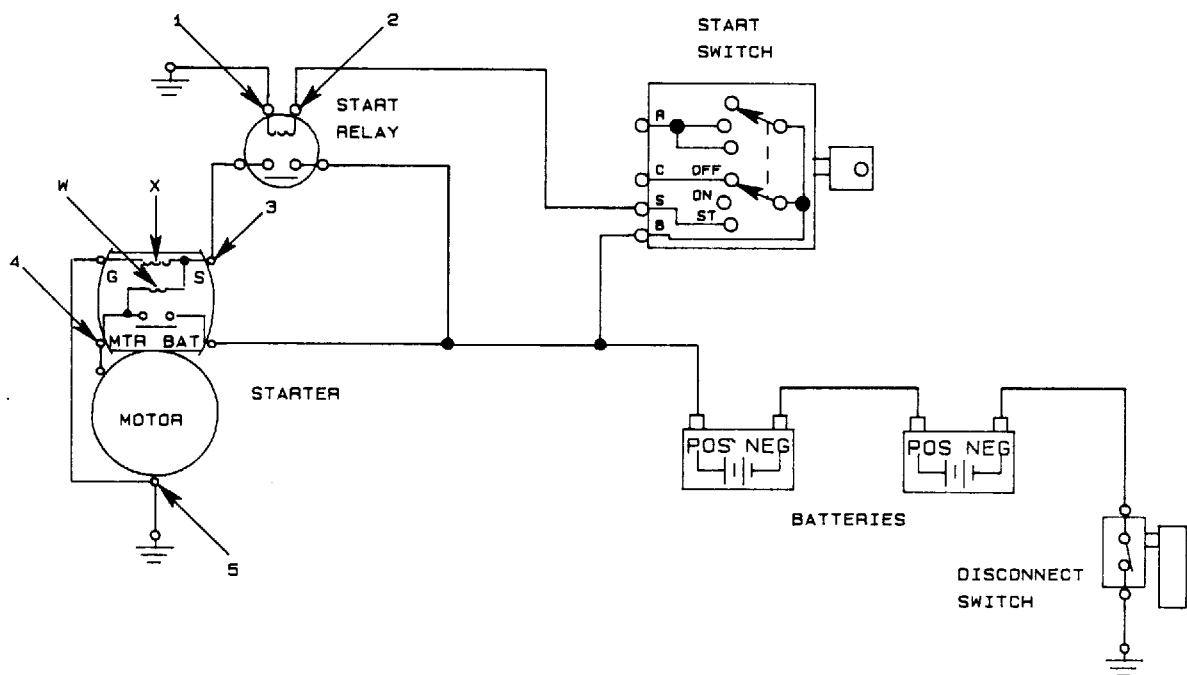 1
2
START
SWITCH
START
RELAY
R
C
OFF
S
ON
ST
B
W
X
3
4
G
S
MTR
BAT
STARTER
MOTOR
POS
NEG
POS
NEG
BATTERIES
5
DISCONNECT
SWITCH